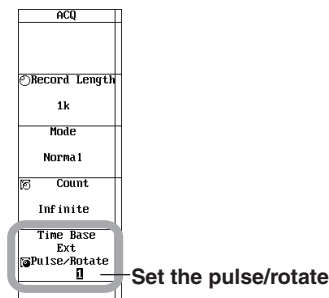 ACQ
Record Length
1k
Mode
Normal
Count
Infinite
Time Base
Ext
Pulse/Rotate
1
Set the pulse/rotate